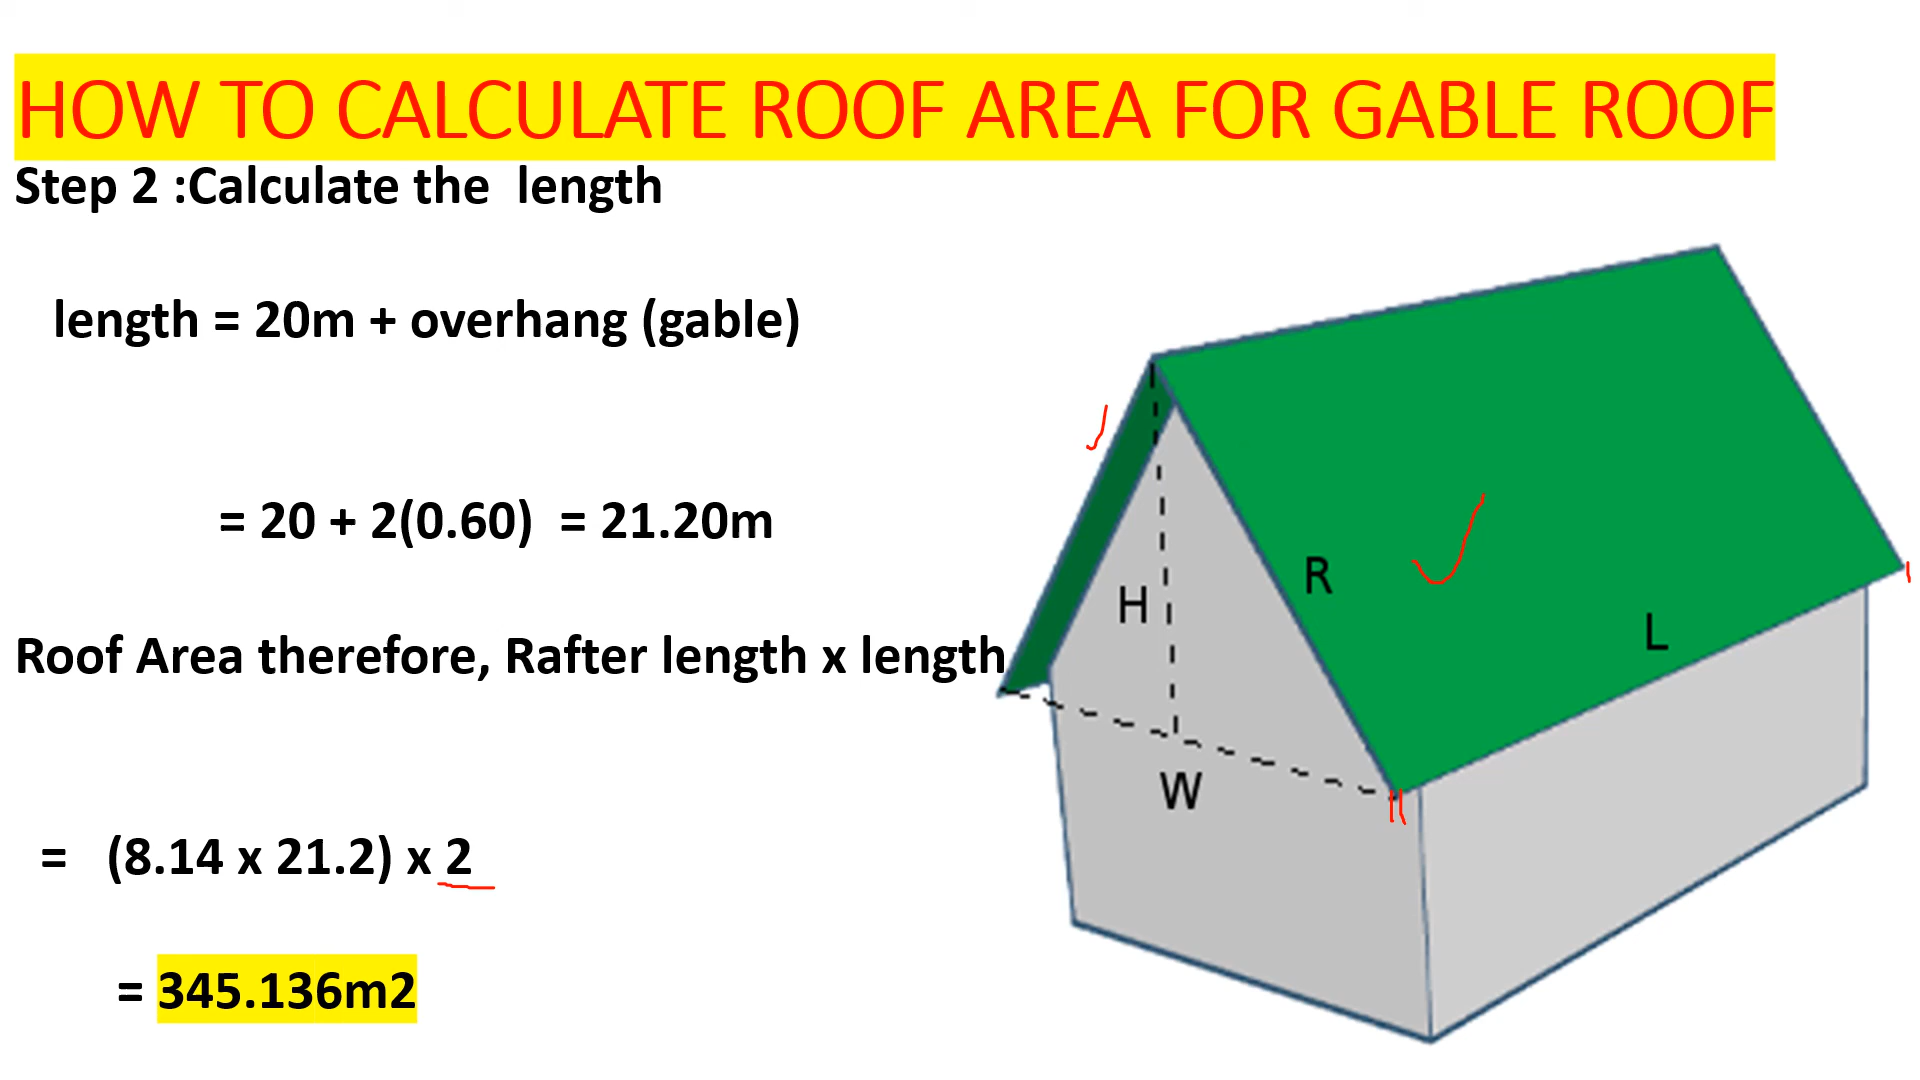 HOW TO CALCULATE ROOF AREA FOR GABLE ROOF
Step 2 :Calculate the  length
length = 20m + overhang (gable)
= 20 + 2(0.60)  = 21.20m
Roof Area therefore, Rafter length x length
=   (8.14 x 21.2) x 2
= 345.136m2
H
R
L
W